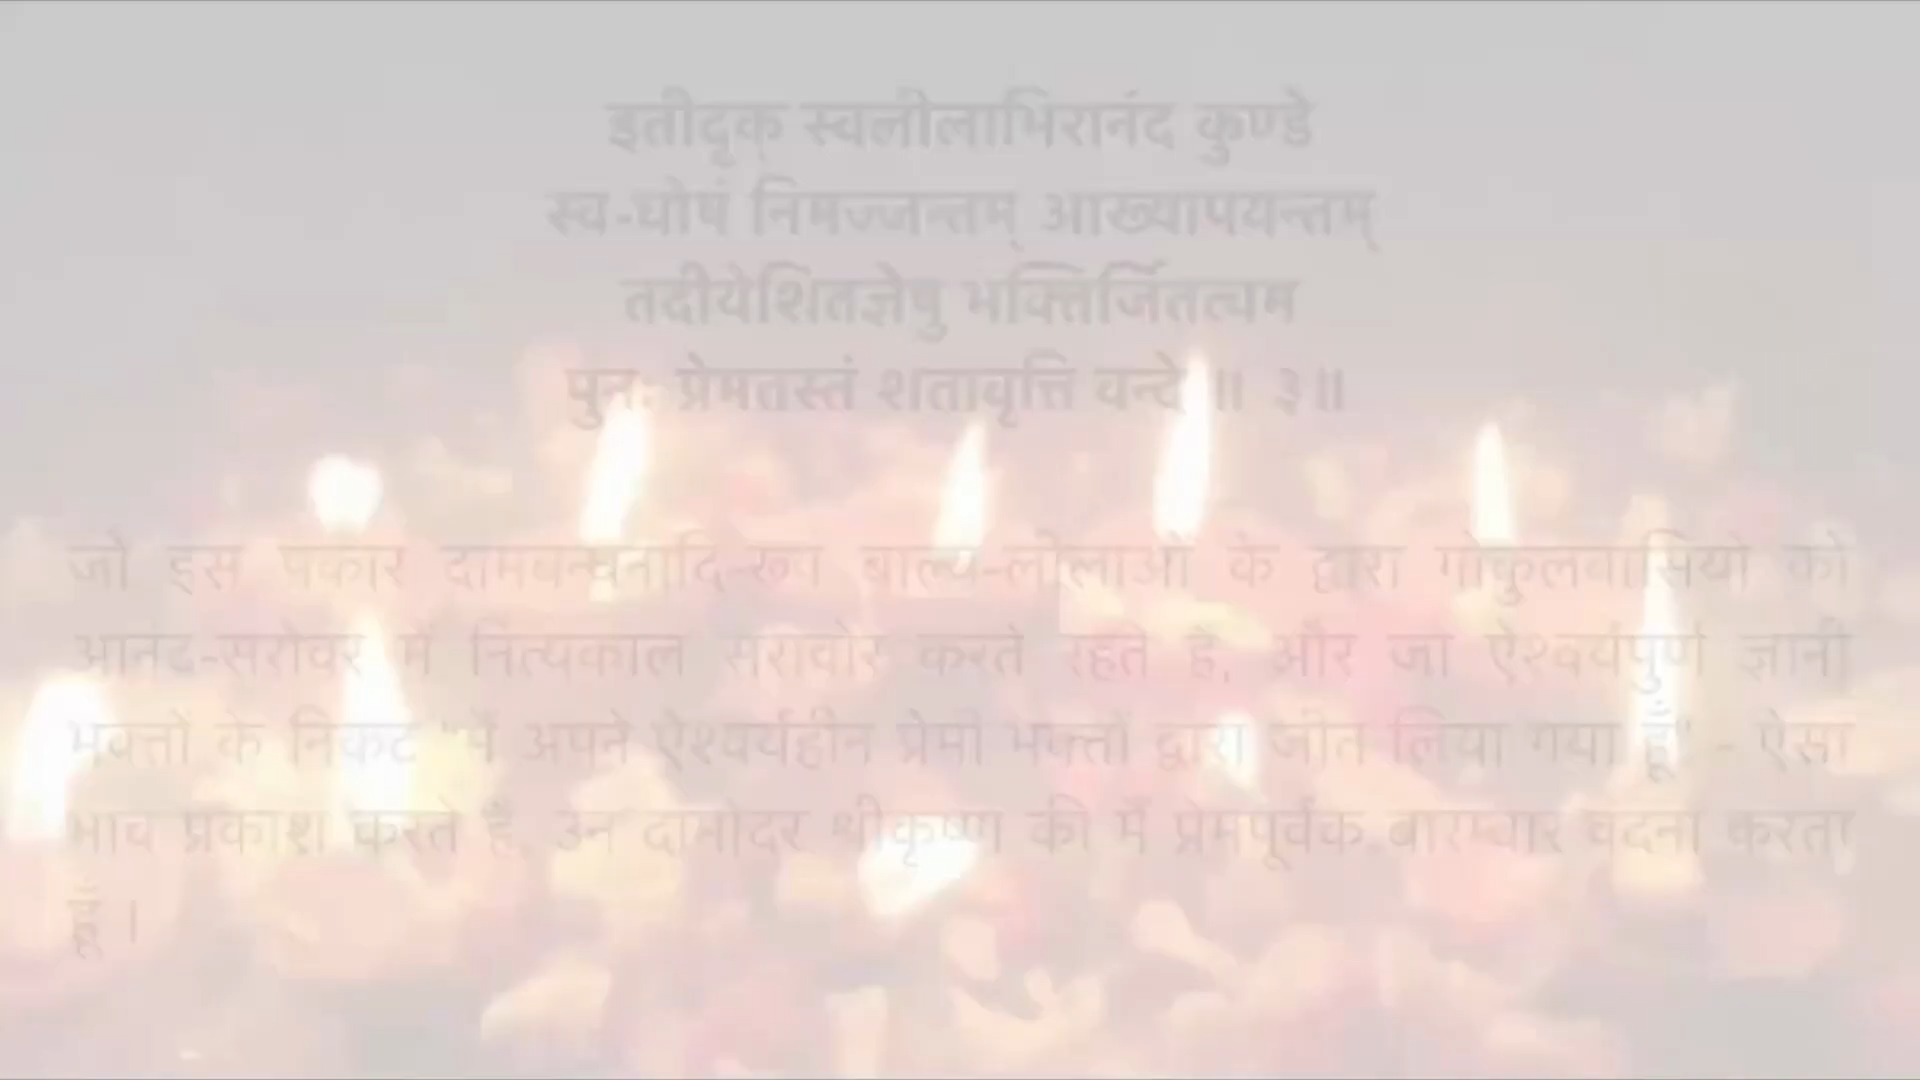 इतीदृक् स्वलीलाभिरानंद कुण्डे
स्व-घोषं निमज्जन्तम् आख्यापयन्तम्
तदीयेशितज्ञेषु भक्तिर्जितत्वम
पुनः प्रेमतस्तं शतावृत्ति वन्दे ॥ ३॥
जो इस प्रकार दामबन्धनादि-रूप बाल्य-लीलाओं के द्वारा गोकुलवासियों को
आनंद-सरोवर में नित्यकाल सराबोर करते रहते हैं, और जो ऐश्वर्यपुर्ण ज्ञानी
भक्तों के निकट "मैं अपने ऐश्वर्यहीन प्रेमी भक्तों द्वारा जीत लिया गया हूँ" - ऐसा
भाव प्रकाश करते हैं, उन दामोदर श्रीकृष्ण की मैं प्रेमपूर्वक बारम्बार वंदना करता
हूँ ।